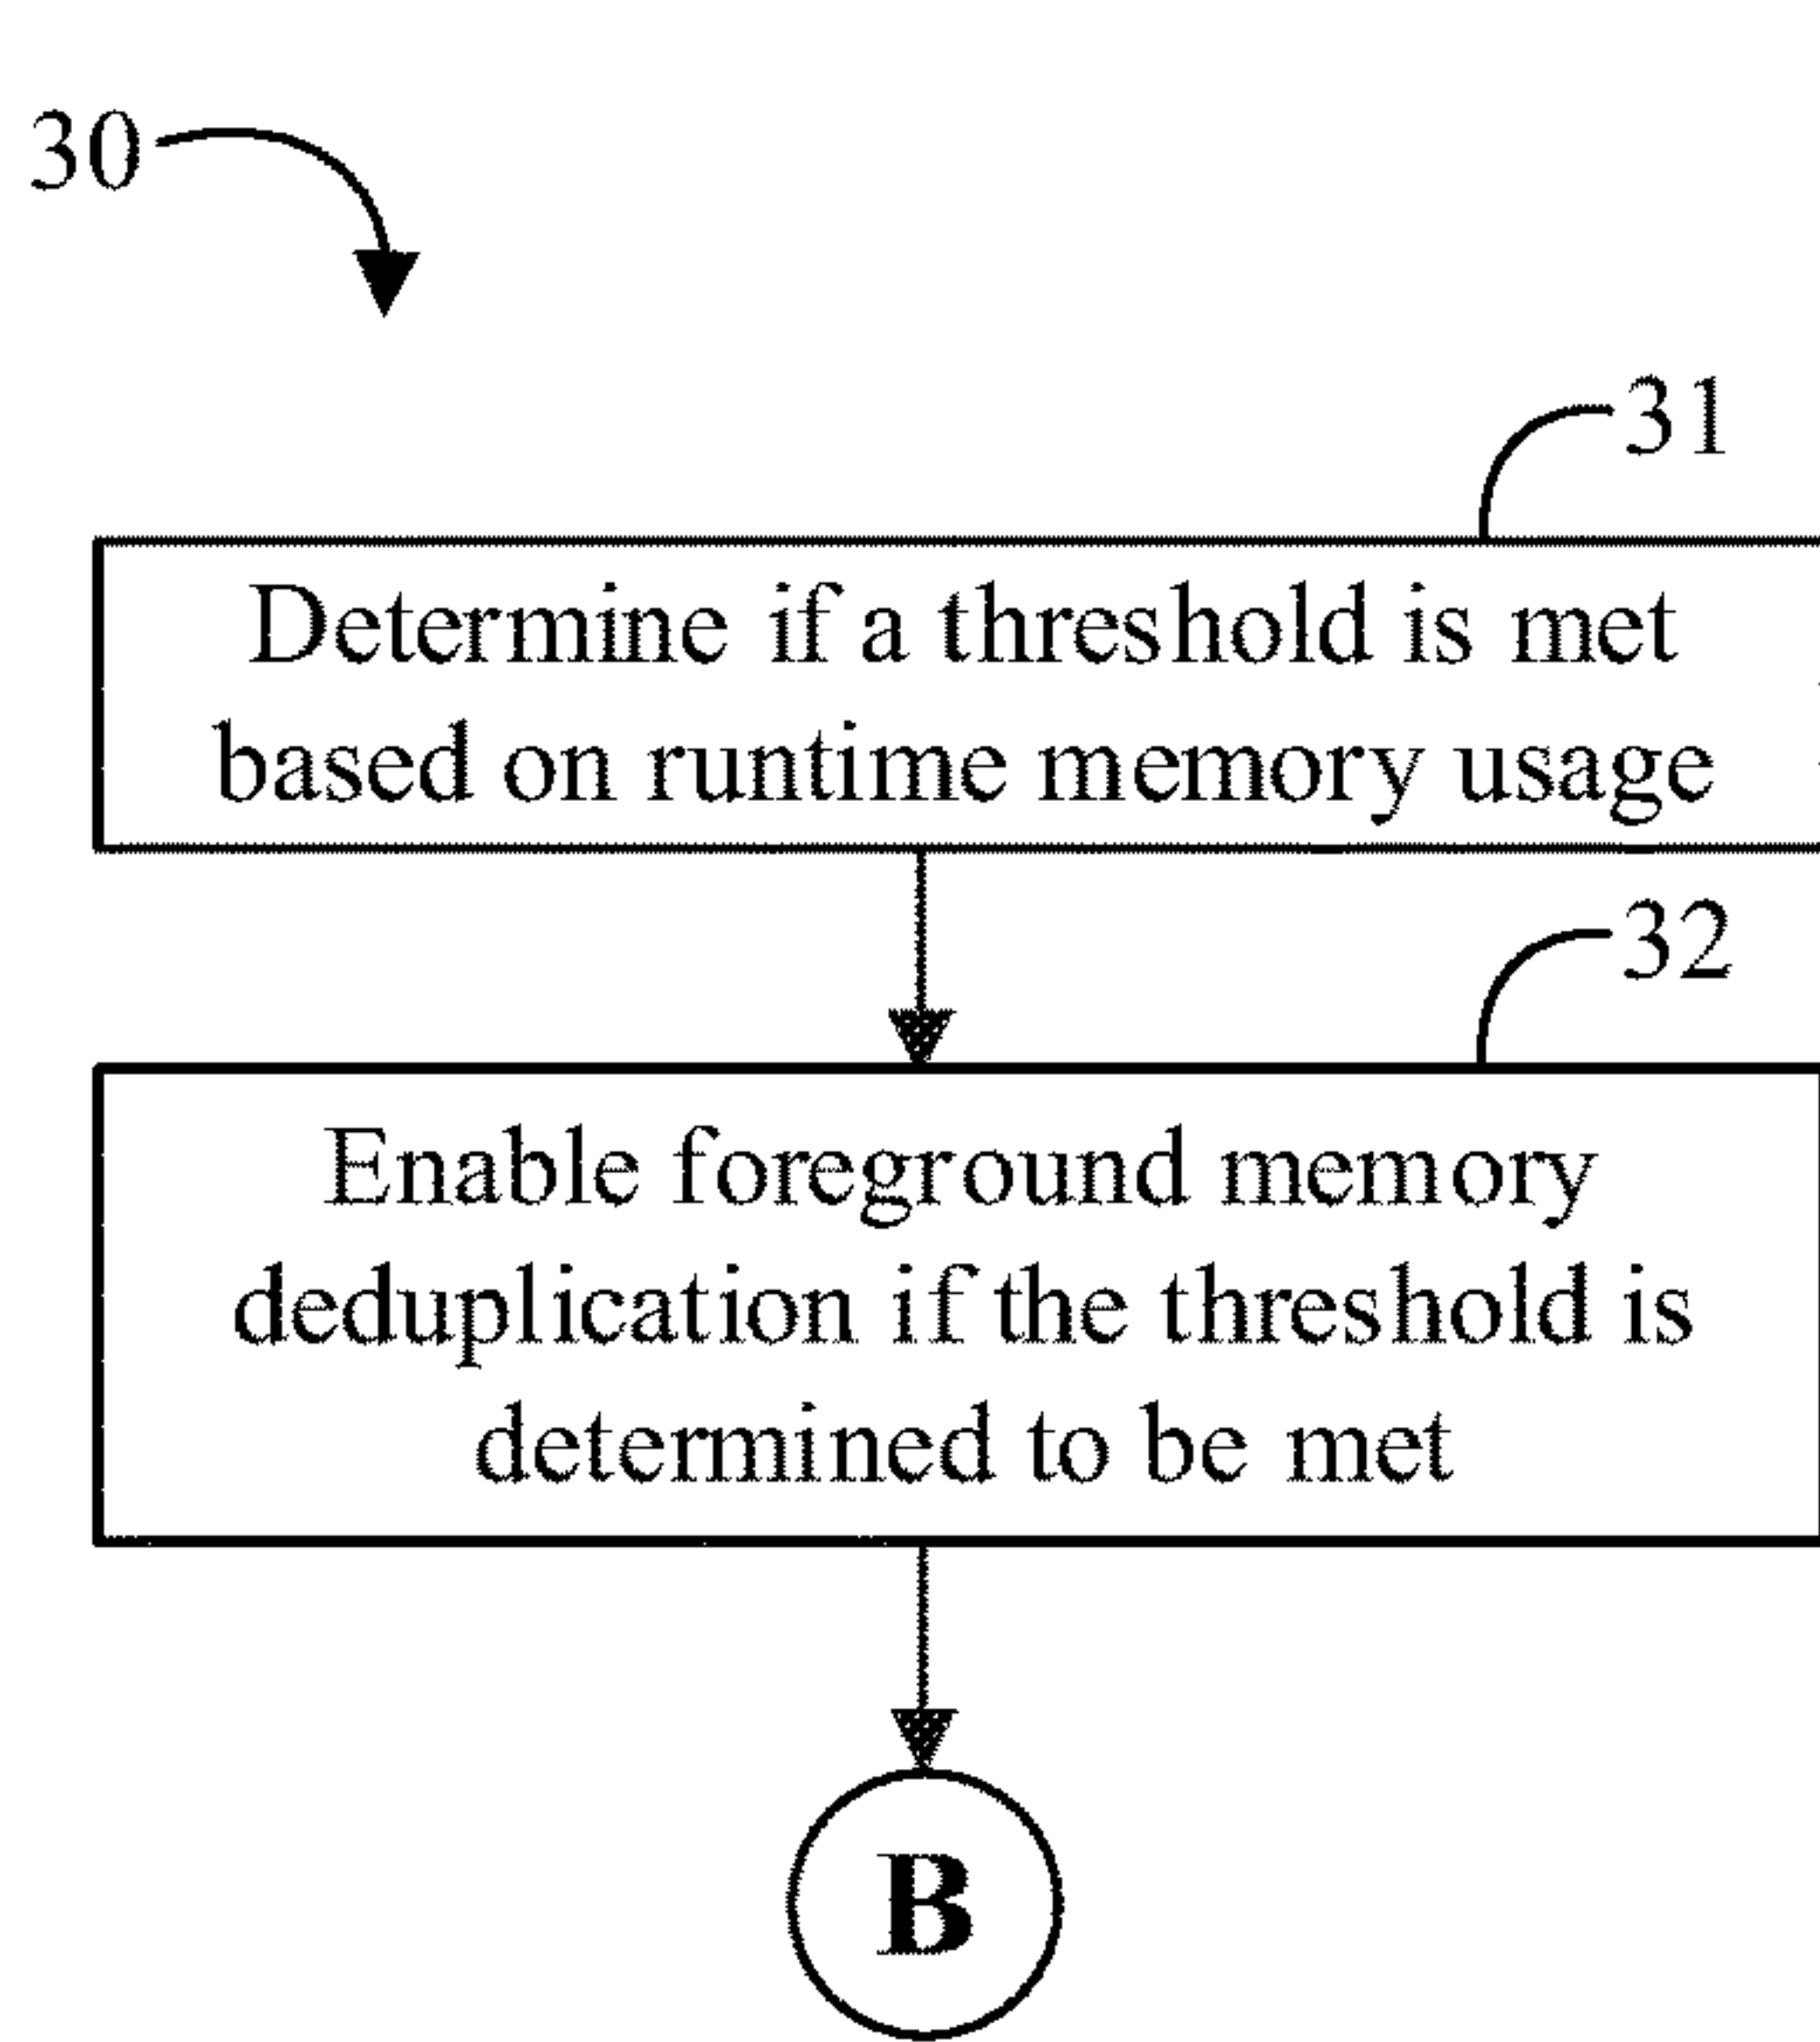 30
31
Determine if a threshold is met
based on runtime memory usage
32
Enable foreground memory
deduplication if the threshold is
determined to be met
B